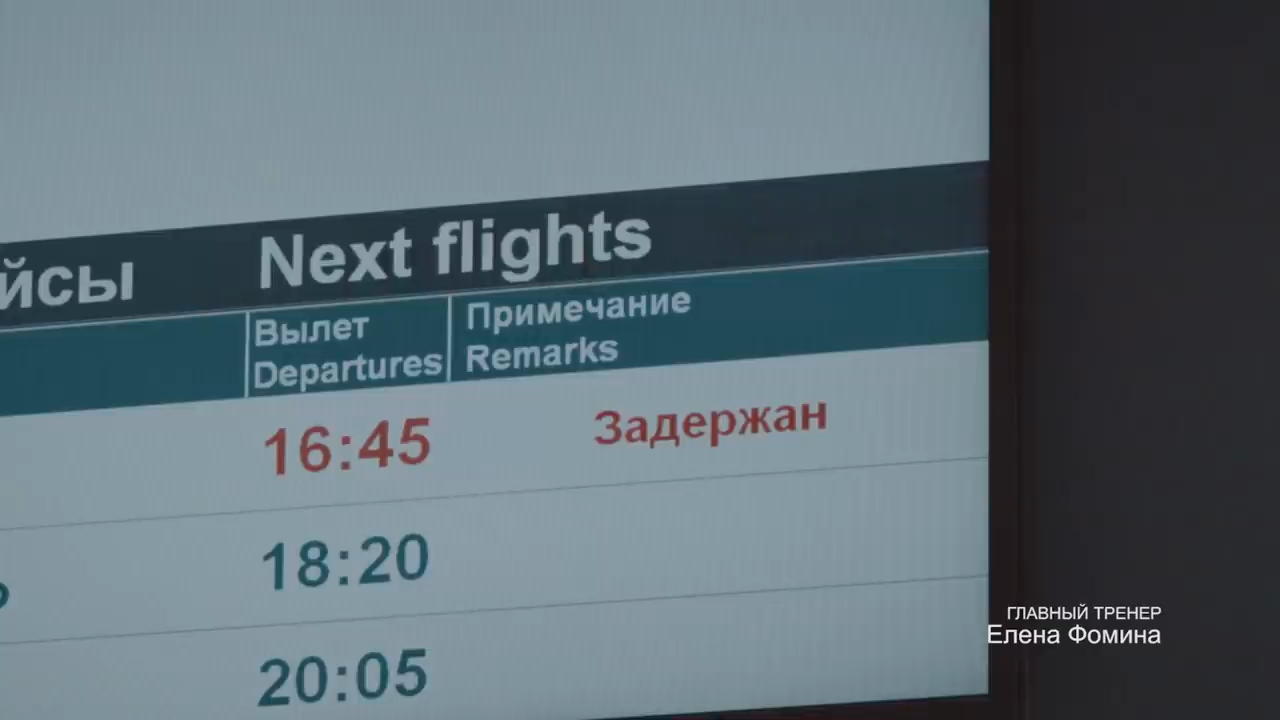 йсы Next flights
Вылет Примечание
Departures Remarks
16:45 Задержан
18:20
20:05
ГЛАВНЫЙ ТРЕНЕР
Елена Фомина